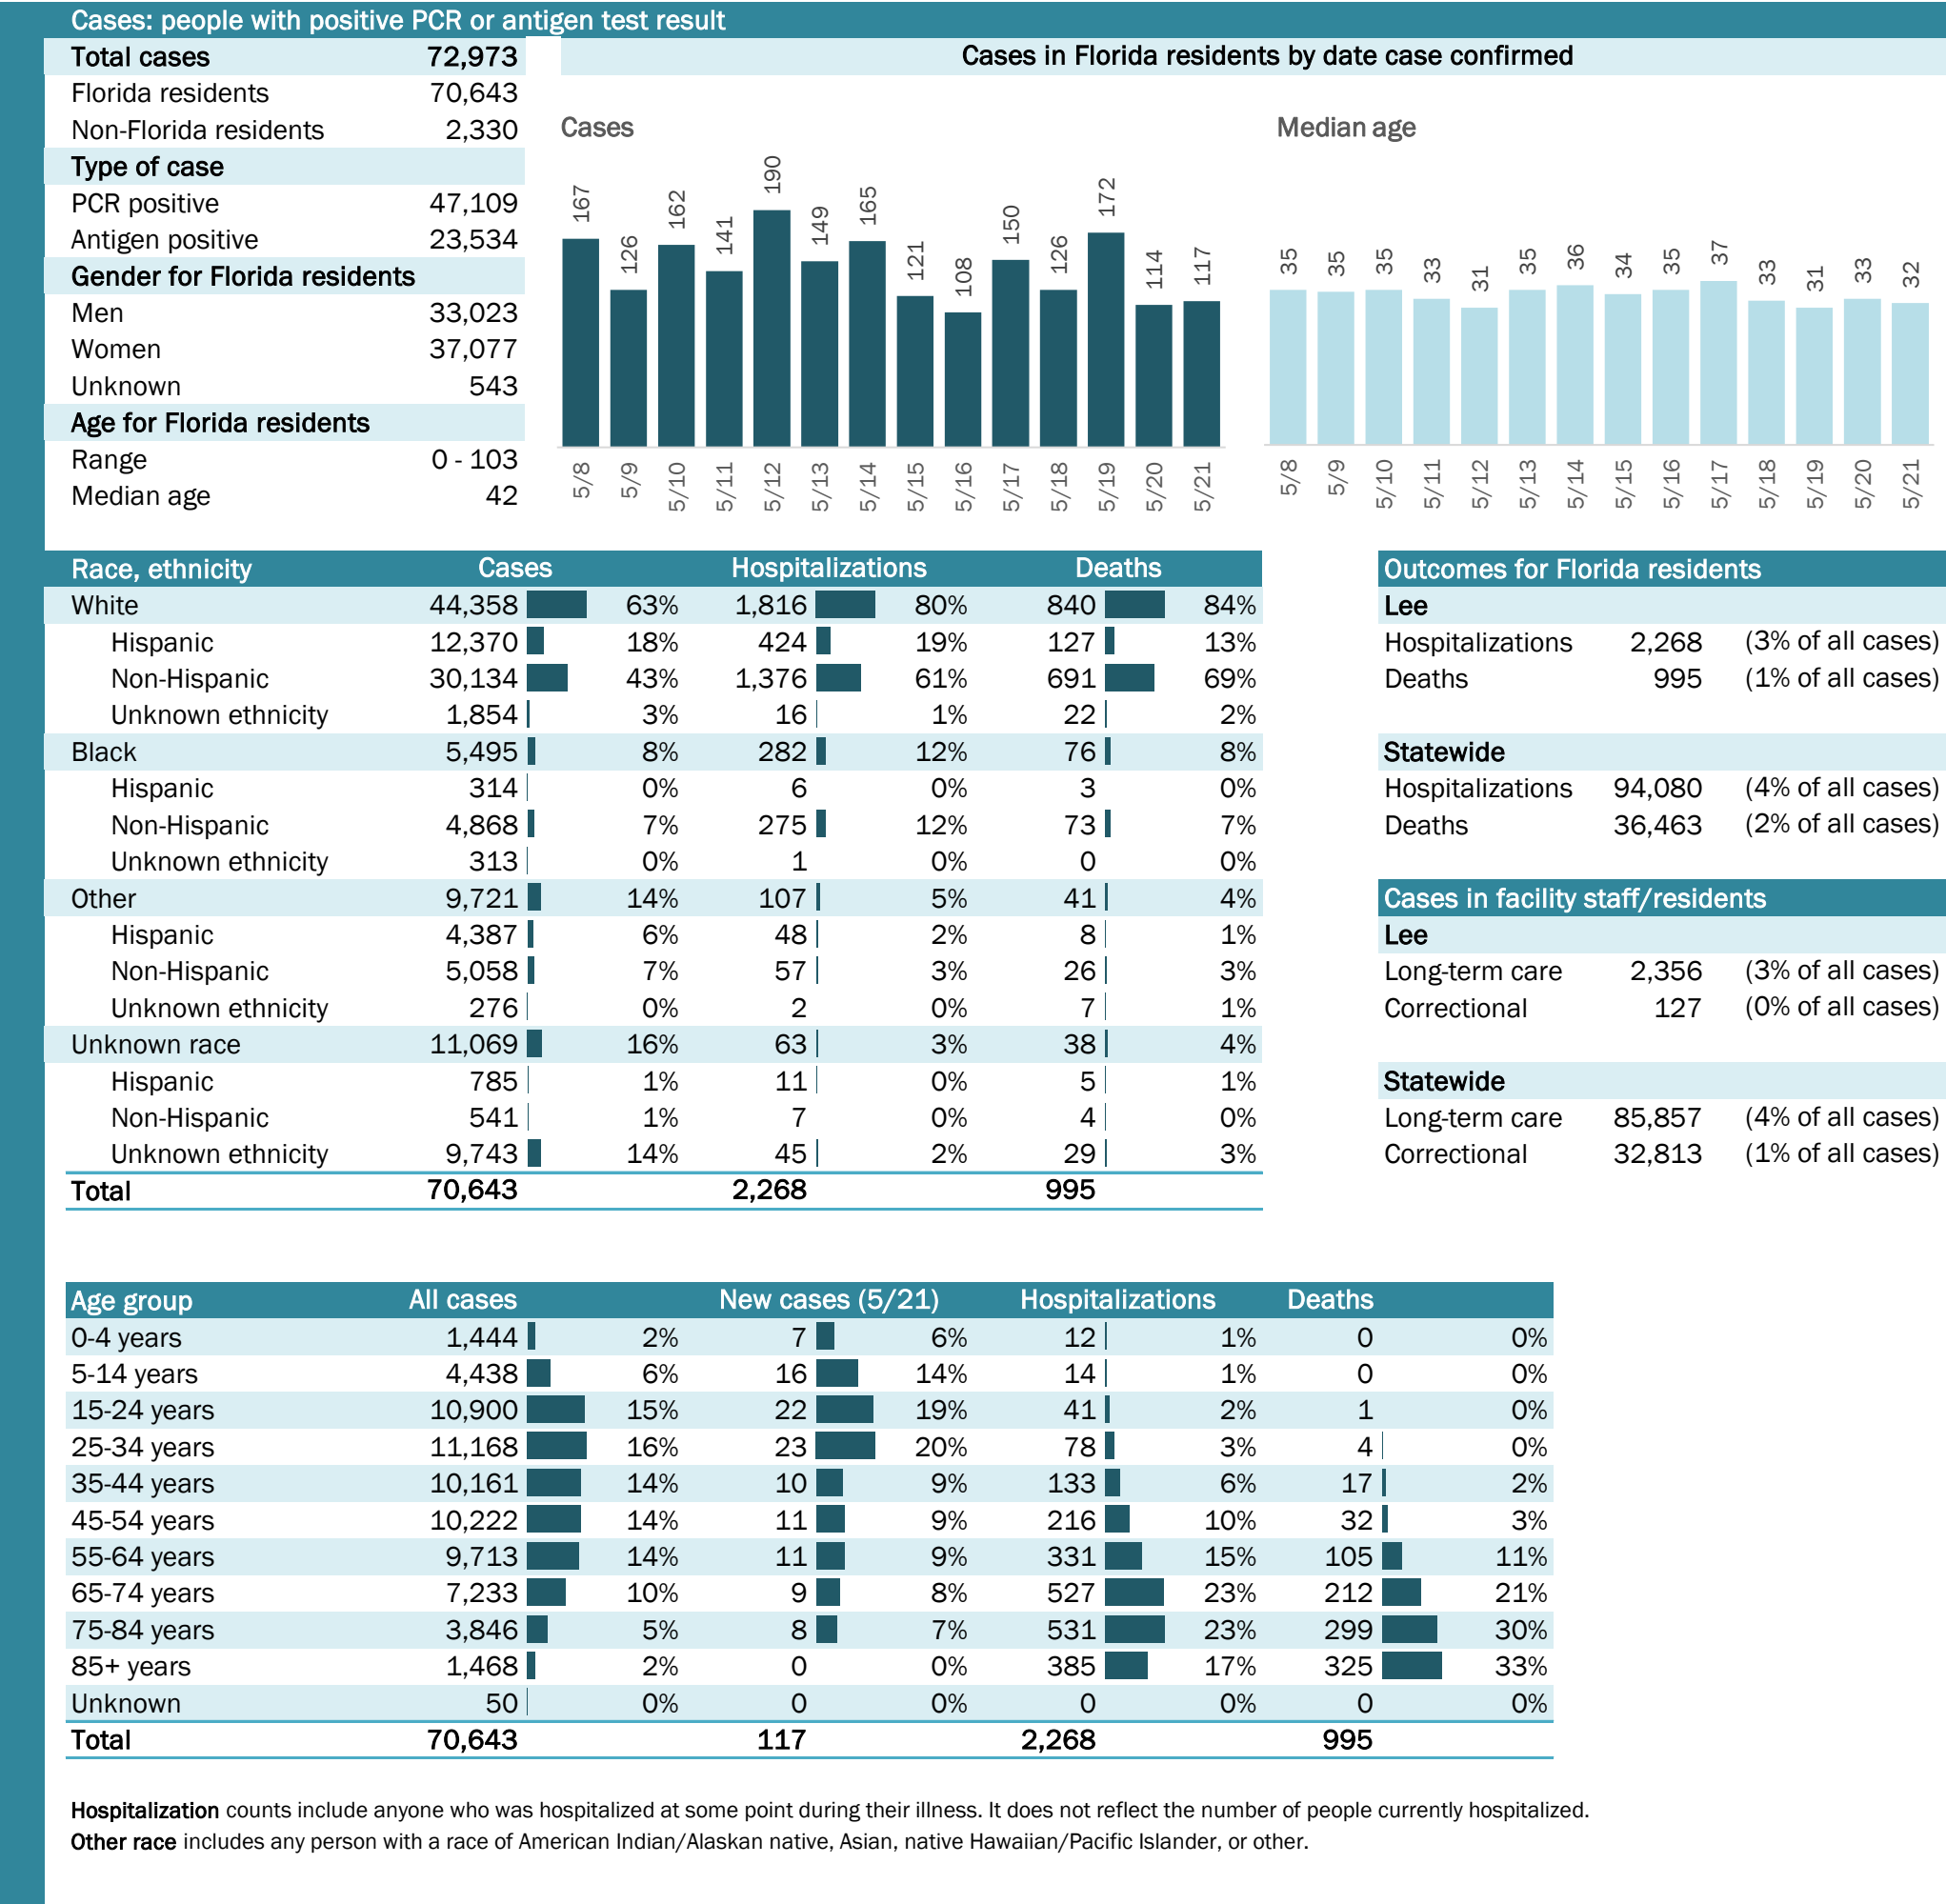 Cases: people with positive PCR or antigen test result
Total cases 72,973
Florida residents 70,643
Non-Florida residents 2,330
Type of case
PCR positive 47,109
Antigen positive 23,534
Gender for Florida residents
Men 33,023
Women 37,077
Unknown 543
Age for Florida residents
Range 0 - 103
Median age 42
Cases in Florida residents by date case confirmed
Cases
167 126 162 141 190 149 165 121 108 150 126 172 114 117
5/8 5/9 5/10 5/11 5/12 5/13 5/14 5/15 5/16 5/17 5/18 5/19 5/20 5/21
Median age
35 35 35 33 31 35 36 34 35 37 33 31 33 32
5/8 5/9 5/10 5/11 5/12 5/13 5/14 5/15 5/16 5/17 5/18 5/19 5/20 5/21
Race, ethnicity Cases Hospitalizations Deaths
White 44,358 63% 1,816 80% 840 84%
Hispanic 12,370 18% 424 19% 127 13%
Non-Hispanic 30,134 43% 1,376 61% 691 69%
Unknown ethnicity 1,854 3% 16 1% 22 2%
Black 5,495 8% 282 12% 76 8%
Hispanic 314 0% 6 0% 3 0%
Non-Hispanic 4,868 7% 275 12% 73 7%
Unknown ethnicity 313 0% 1 0% 0 0%
Other 9,721 14% 107 5% 41 4%
Hispanic 4,387 6% 48 2% 8 1%
Non-Hispanic 5,058 7% 57 3% 26 3%
Unknown ethnicity 276 0% 2 0% 7 1%
Unknown race 11,069 16% 63 3% 38 4%
Hispanic 785 1% 11 0% 5 1%
Non-Hispanic 541 1% 7 0% 4 0%
Unknown ethnicity 9,743 14% 45 2% 29 3%
Total 70,643 2,268 995
Outcomes for Florida residents
Lee
Hospitalizations 2,268 (3% of all cases)
Deaths 995 (1% of all cases)
Statewide
Hospitalizations 94,080 (4% of all cases)
Deaths 36,463 (2% of all cases)
Cases in facility staff/residents
Lee
Long-term care 2,356 (3% of all cases)
Correctional 127 (0% of all cases)
Statewide
Long-term care 85,857 (4% of all cases)
Correctional 32,813 (1% of all cases)
Age group All cases New cases (5/21) Hospitalizations Deaths
0-4 years 1,444 2% 7 6% 12 1% 0 0%
5-14 years 4,438 6% 16 14% 14 1% 0 0%
15-24 years 10,900 15% 22 19% 41 2% 1 0%
25-34 years 11,168 16% 23 20% 78 3% 4 0%
35-44 years 10,161 14% 10 9% 133 6% 17 2%
45-54 years 10,222 14% 11 9% 216 10% 32 3%
55-64 years 9,713 14% 11 9% 331 15% 105 11%
65-74 years 7,233 10% 9 8% 527 23% 212 21%
75-84 years 3,846 5% 8 7% 531 23% 299 30%
85+ years 1,468 2% 0 0% 385 17% 325 33%
Unknown 50 0% 0 0% 0 0% 0 0%
Total 70,643 117 2,268 995
Hospitalization counts include anyone who was hospitalized at some point during their illness. It does not reflect the number of people currently hospitalized.
Other race includes any person with a race of American Indian/Alaskan native, Asian, native Hawaiian/Pacific Islander, or other.